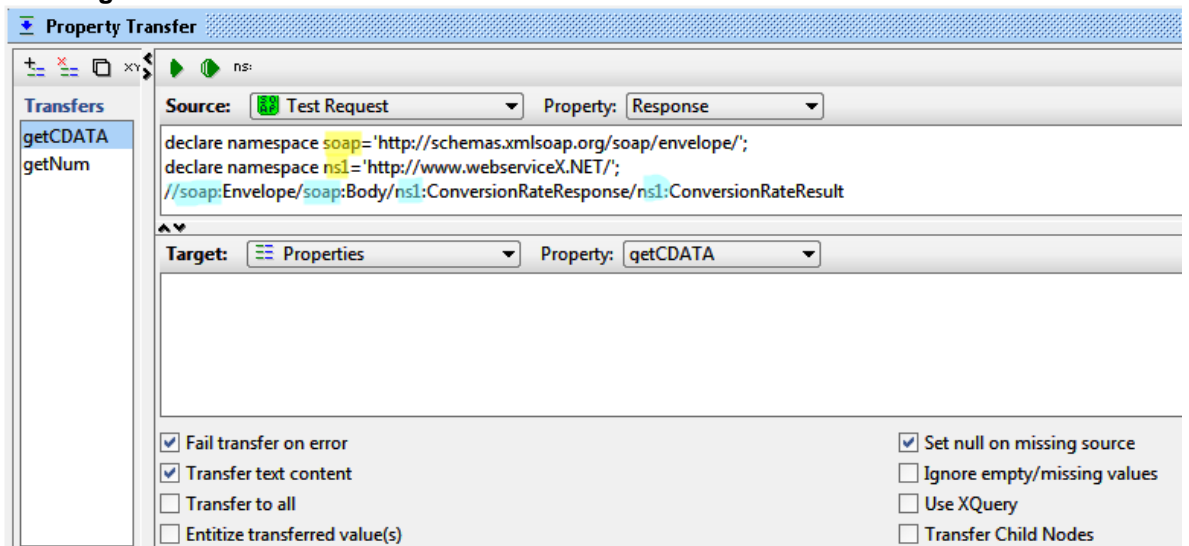 Property Transfer
ns:
Transfers
Source: Test Request Property: Response
getCDATA
getNum
declare namespace soap='http://schemas.xmlsoap.org/soap/envelope/';
declare namespace ns1='http://www.webserviceX.NET/';
//soap:Envelope/soap:Body/ns1:ConversionRateResponse/ns1:ConversionRateResult
Target: Properties Property: getCDATA
Fail transfer on error Set null on missing source
Transfer text content Ignore empty/missing values
Transfer to all Use XQuery
Entitize transferred value(s) Transfer Child Nodes